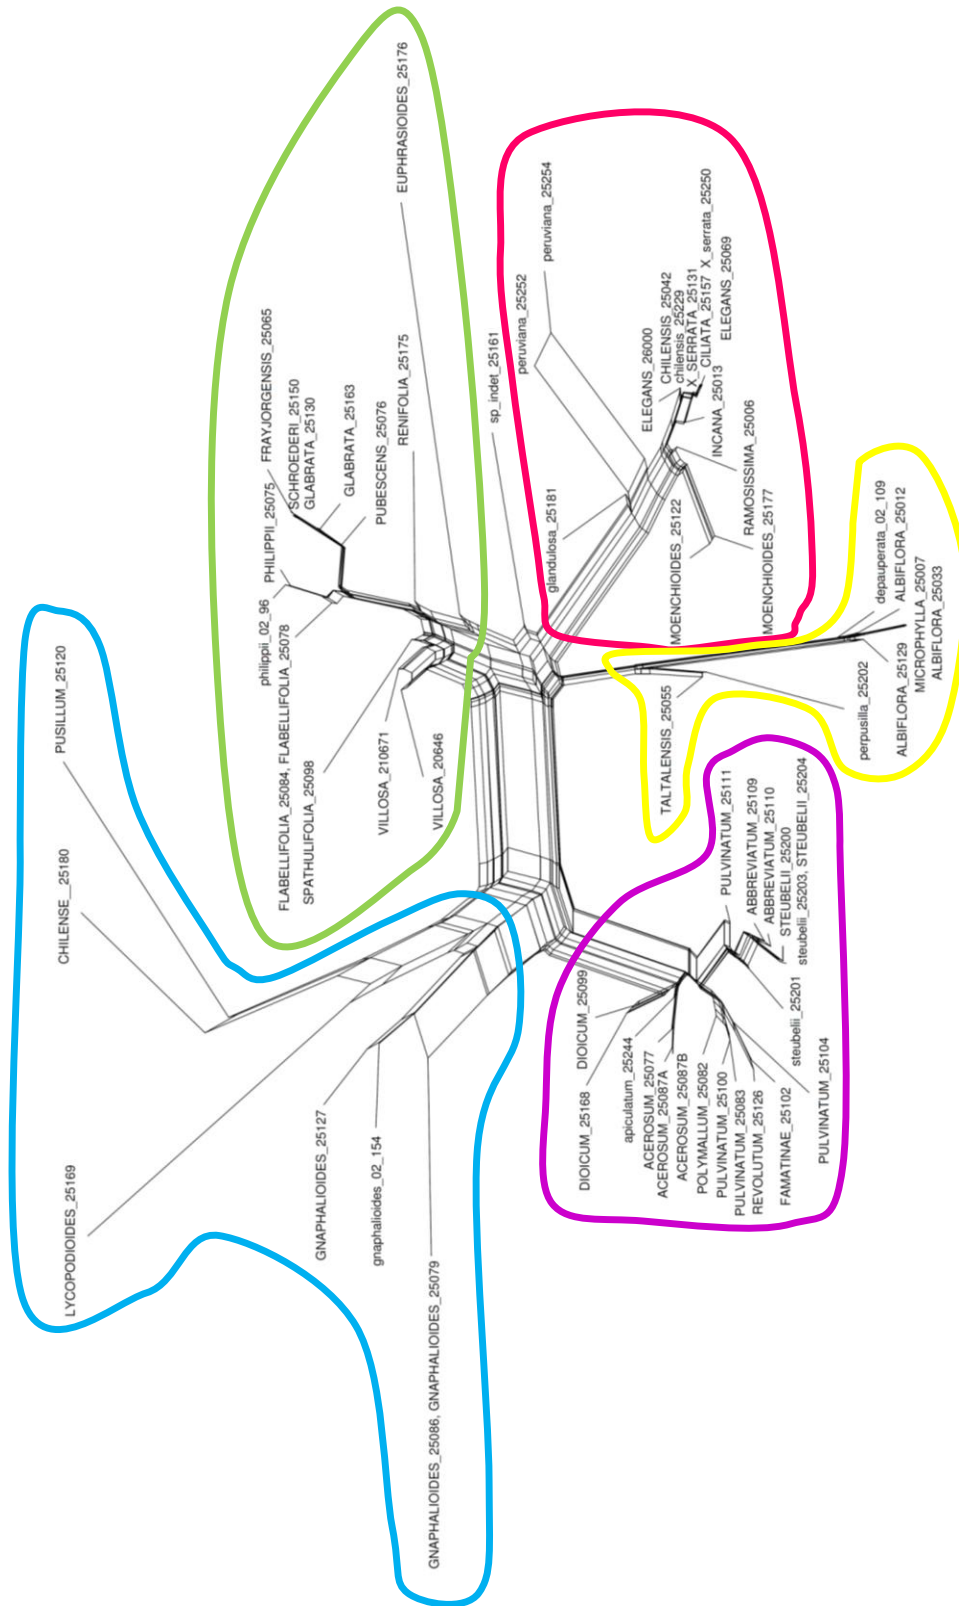 EUPHRASIOIDES_25176
FRAYJORGENSIS_25065
SCHROEDERI_25150
GLABRATA_25130
GLABRATA_25163
PHILIPPII_25075
PUBESCENS_25076
RENIFOLIA_25175
philippii_02_96
FLABELLIFOLIA_25084, FLABELLIFOLIA_25078
SPATHULIFOLIA_25098
VILLOSA_210671
VILLOSA_20646
sp_indet_25161
peruviana_25252
peruviana_25254
glandulosa_25181
ELEGANS_26000
CHILENSIS_25042
chilensis_25229
X_SERRATA_25131
CILIATA_25157 X_serrata_25250
ELEGANS_25069
INCANA_25013
RAMOSISSIMA_25006
MOENCHIOIDES_25122
MOENCHIOIDES_25177
depauperata_02_109
ALBIFLORA_25012
MICROPHYLLA_25007
ALBIFLORA_25033
ALBIFLORA_25129
perpusilla_25202
TALTALENSIS_25055
PULVINATUM_25111
ABBREVIATUM_25109
ABBREVIATUM_25110
STEUBELII_25200
steubelii_25203, STEUBELII_25204
steubelii_25201
PULVINATUM_25104
FAMATINAE_25102
REVOLUTUM_25126
PULVINATUM_25083
PULVINATUM_25100
POLYMALLUM_25082
ACEROSUM_25087B
ACEROSUM_25087A
ACEROSUM_25077
apiculatum_25244
DIOICUM_25099
DIOICUM_25168
GNAPHALIOIDES_25086, GNAPHALIOIDES_25079
gnaphalioides_02_154
GNAPHALIOIDES_25127
LYCOPODIOIDES_25169
CHILENSE__25180
PUSILLUM_25120